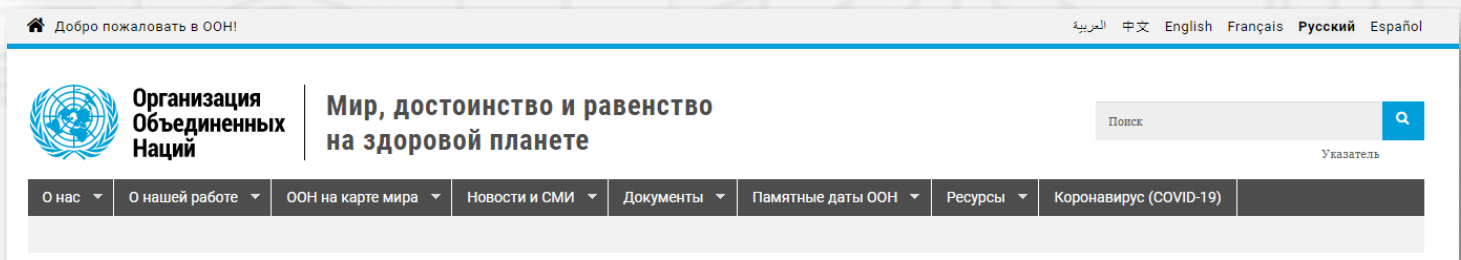 Добро пожаловать в ООН!
العربية 中文 English Français Русский Español
Организация
Объединенных
Наций
Мир, достоинство и равенство
на здоровой планете
Поиск
Указатель
О нас О нашей работе ООН на карте мира Новости и СМИ Документы Памятные даты ООН Ресурсы Коронавирус (COVID-19)